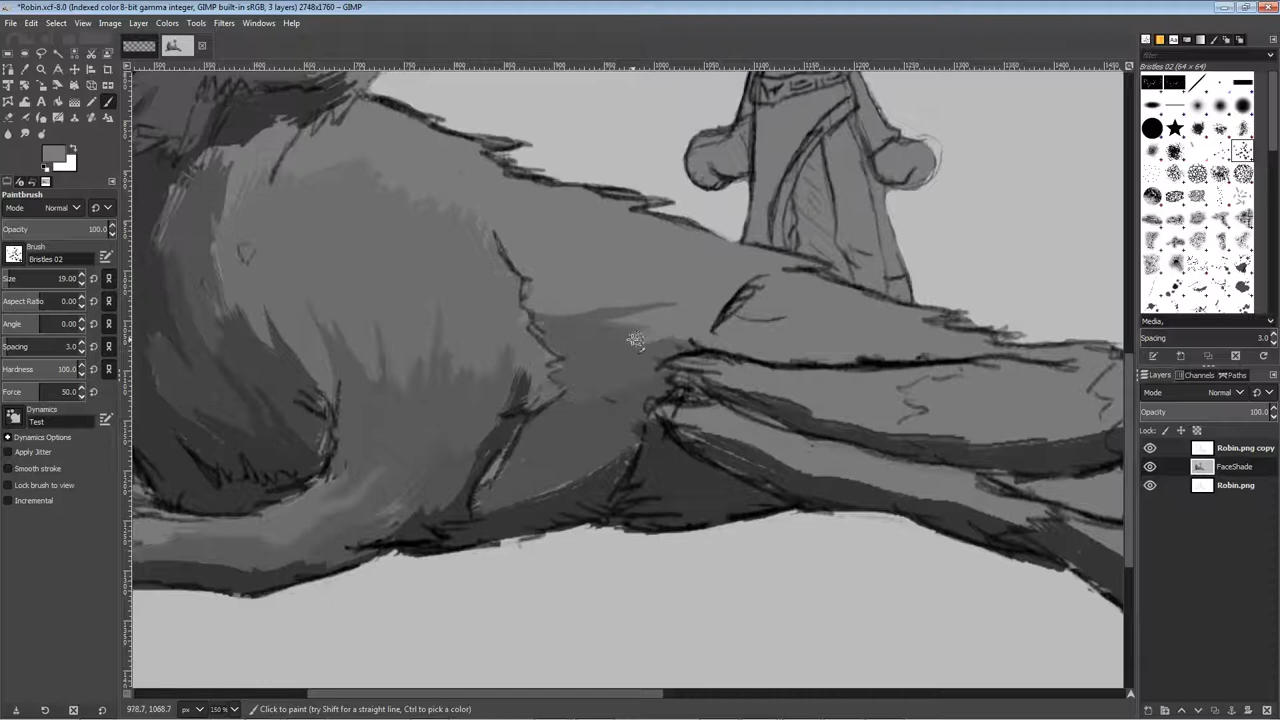 *Robin.xcf-8.0 (Indexed color 8-bit gamma integer, GIMP built-in sRGB, 3 layers) 2748x1760 – GIMP
File Edit Select View Image Layer Colors Tools Filters Windows Help
Paintbrush
Mode Normal
Opacity 100.0
Brush
Bristles 02
Size 19.00
Aspect Ratio 0.00
Angle 0.00
Spacing 3.0
Hardness 100.0
Force 50.0
Dynamics
Test
Dynamics Options
Apply Jitter
Smooth stroke
Lock brush to view
Incremental
filter
Bristles 02 (64 × 64)
Media,
Spacing 3.0
Layers Channels Paths
Mode Normal
Opacity 100.0
Lock:
Robin.png copy
FaceShade
Robin.png
978.7, 1068.7 px 150 % Click to paint (try Shift for a straight line, Ctrl to pick a color)